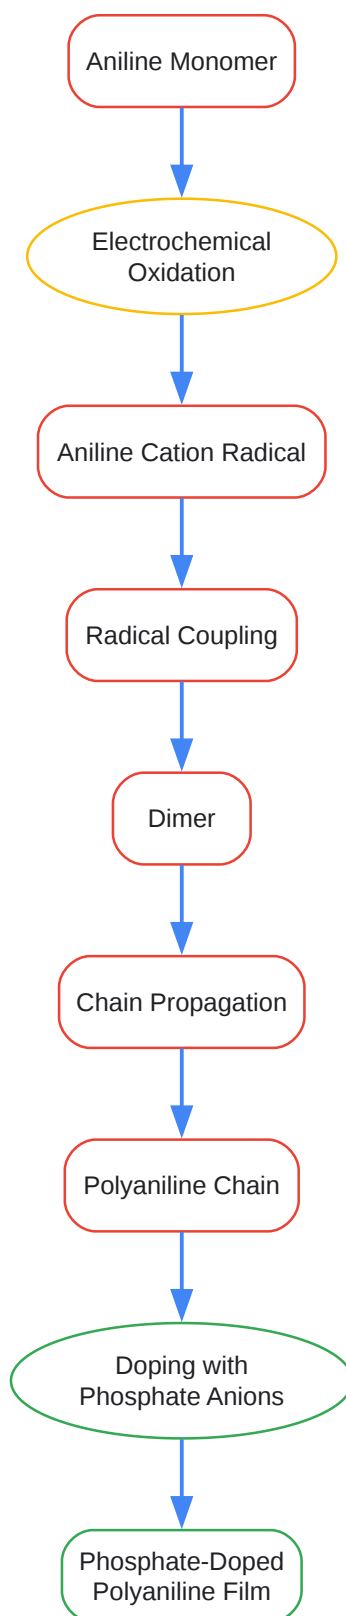 Aniline Monomer
Electrochemical
Oxidation
Aniline Cation Radical
Radical Coupling
Dimer
Chain Propagation
Polyaniline Chain
Doping with
Phosphate Anions
Phosphate-Doped
Polyaniline Film